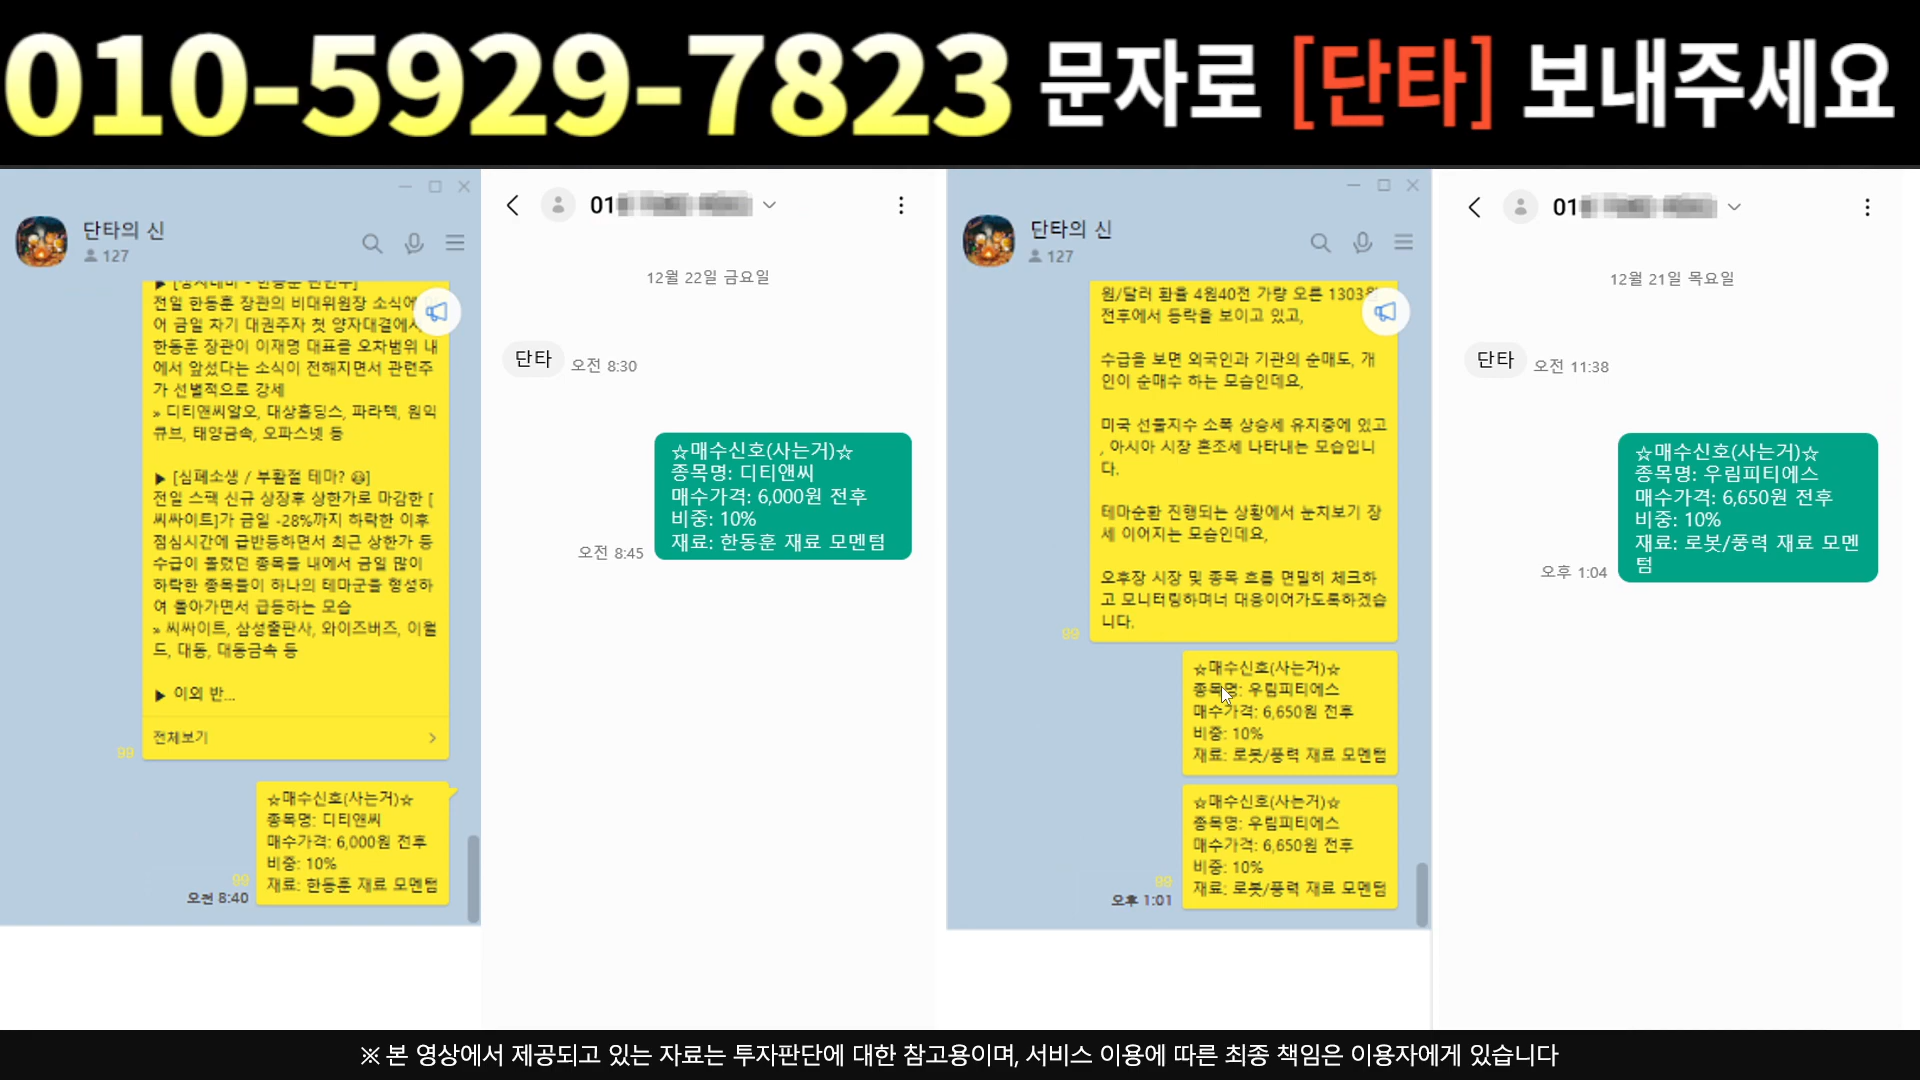 010-5929-7823 문자로 [단타] 보내주세요
단타의 신
127
전일 한동훈 장관의 비대위원장 소식에
어 금일 차기 대권주자 첫 양자대결에서
한동훈 장관이 이재명 대표를 오차범위 내
에서 앞섰다는 소식이 전해지면서 관련주
가 선별적으로 강세
» 디티앤씨알오, 대상홀딩스, 파라텍, 원익
큐브, 태양금속, 오파스넷 등
▶ [심폐소생 / 부활절 테마? 😆]
전일 스팩 신규 상장후 상한가로 마감한 [
씨싸이트]가 금일 -28%까지 하락한 이후
점심시간에 급반등하면서 최근 상한가 등
수급이 몰렸던 종목들 내에서 금일 많이
하락한 종목들이 하나의 테마군을 형성하
여 돌아가면서 급등하는 모습
» 씨싸이트, 삼성출판사, 와이즈버즈, 이월
드, 대동, 대동금속 등
▶ 이외 반...
전체보기
99
☆매수신호(사는거)☆
종목명: 디티앤씨
매수가격: 6,000원 전후
비중: 10%
재료: 한동훈 재료 모멘텀
99
오전 8:40
01
12월 22일 금요일
단타
오전 8:30
☆매수신호(사는거)☆
종목명: 디티앤씨
매수가격: 6,000원 전후
비중: 10%
재료: 한동훈 재료 모멘텀
오전 8:45
단타의 신
127
원/달러 환율 4원40전 가량 오른 1303원
전후에서 등락을 보이고 있고,
수급을 보면 외국인과 기관의 순매도, 개
인이 순매수 하는 모습인데요,
미국 선물지수 소폭 상승세 유지중에 있고
, 아시아 시장 혼조세 나타내는 모습입니
다.
테마순환 진행되는 상황에서 눈치보기 장
세 이어지는 모습인데요,
오후장 시장 및 종목 흐름 면밀히 체크하
고 모니터링하며너 대응이어가도록하겠습
니다.
99
☆매수신호(사는거)☆
종목명: 우림피티에스
매수가격: 6,650원 전후
비중: 10%
재료: 로봇/풍력 재료 모멘텀
☆매수신호(사는거)☆
종목명: 우림피티에스
매수가격: 6,650원 전후
비중: 10%
재료: 로봇/풍력 재료 모멘텀
99
오후 1:01
01
12월 21일 목요일
단타
오전 11:38
☆매수신호(사는거)☆
종목명: 우림피티에스
매수가격: 6,650원 전후
비중: 10%
재료: 로봇/풍력 재료 모멘
텀
오후 1:04
※ 본 영상에서 제공되고 있는 자료는 투자판단에 대한 참고용이며, 서비스 이용에 따른 최종 책임은 이용자에게 있습니다